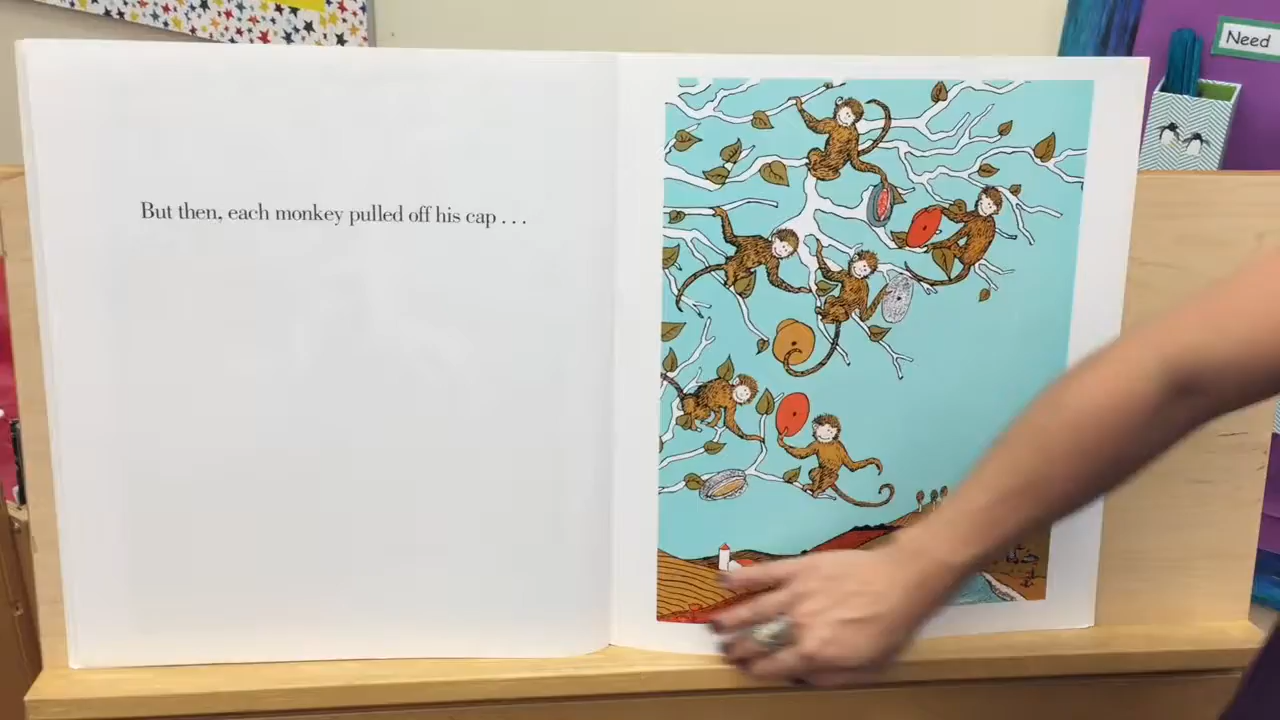 But then, each monkey pulled off his cap . . .
Need